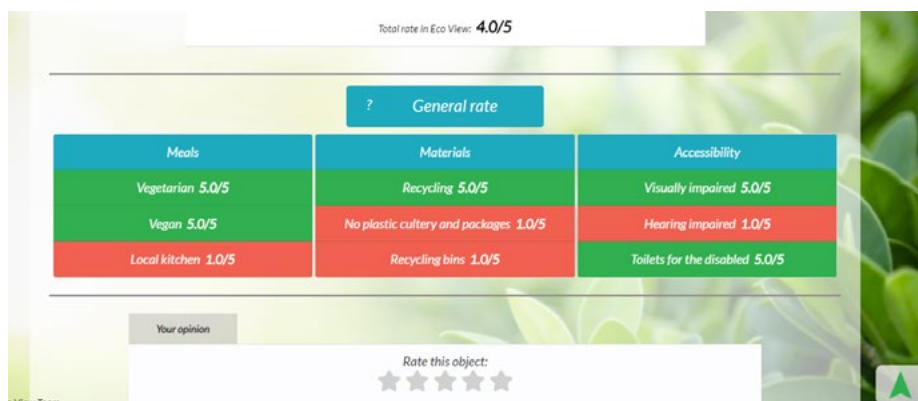 Total rate in Eco View: 4.0/5
? General rate
Meals
Materials
Accessibility
Vegetarian 5.0/5
Recycling 5.0/5
Visually impaired 5.0/5
Vegan 5.0/5
No plastic cultery and packages 1.0/5
Hearing impaired 1.0/5
Local kitchen 1.0/5
Recycling bins 1.0/5
Toilets for the disabled 5.0/5
Your opinion
Rate this object: